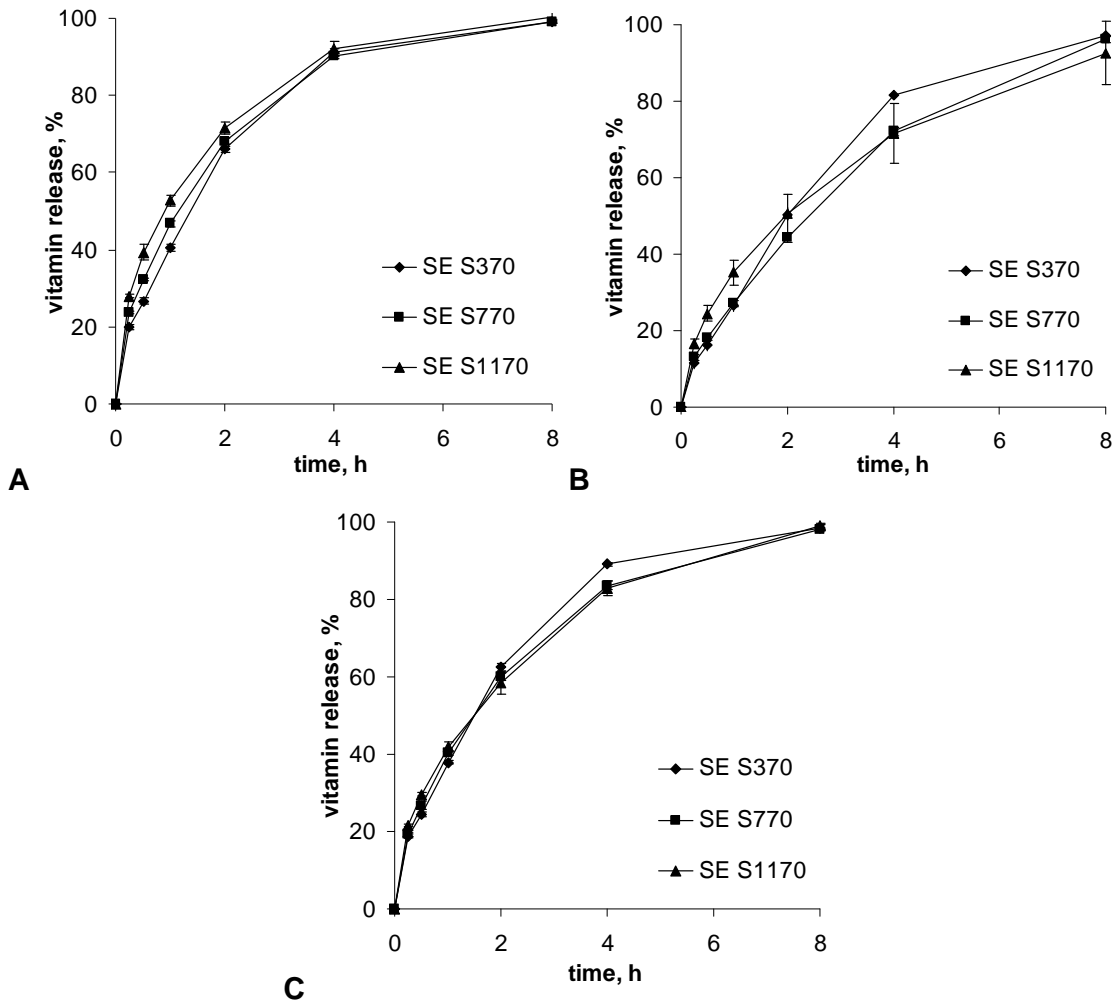 100
80
60
40
20
0
vitamin release, %
SE S370
SE S770
SE S1170
0 2 4 6 8
time, h
A
100
80
60
40
20
0
vitamin release, %
SE S370
SE S770
SE S1170
0 2 4 6 8
time, h
B
100
80
60
40
20
0
vitamin release, %
SE S370
SE S770
SE S1170
0 2 4 6 8
time, h
C